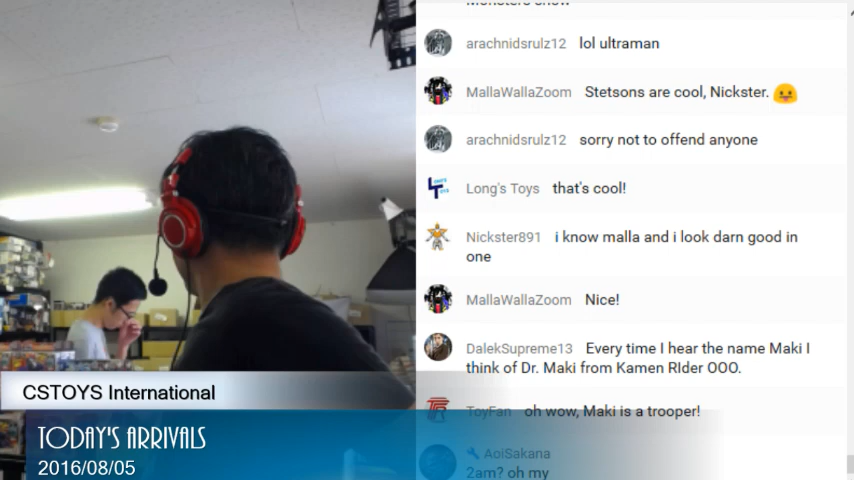 Monsters show
arachnidsrulz12 lol ultraman
MallaWallaZoom Stetsons are cool, Nickster. 😛
arachnidsrulz12 sorry not to offend anyone
Long's Toys that's cool!
Nickster891 i know malla and i look darn good in
one
MallaWallaZoom Nice!
DalekSupreme13 Every time I hear the name Maki I
think of Dr. Maki from Kamen RIder OOO.
ToyFan oh wow, Maki is a trooper!
AoiSakana
2am? oh my
CSTOYS International
TODAY'S ARRIVALS
2016/08/05